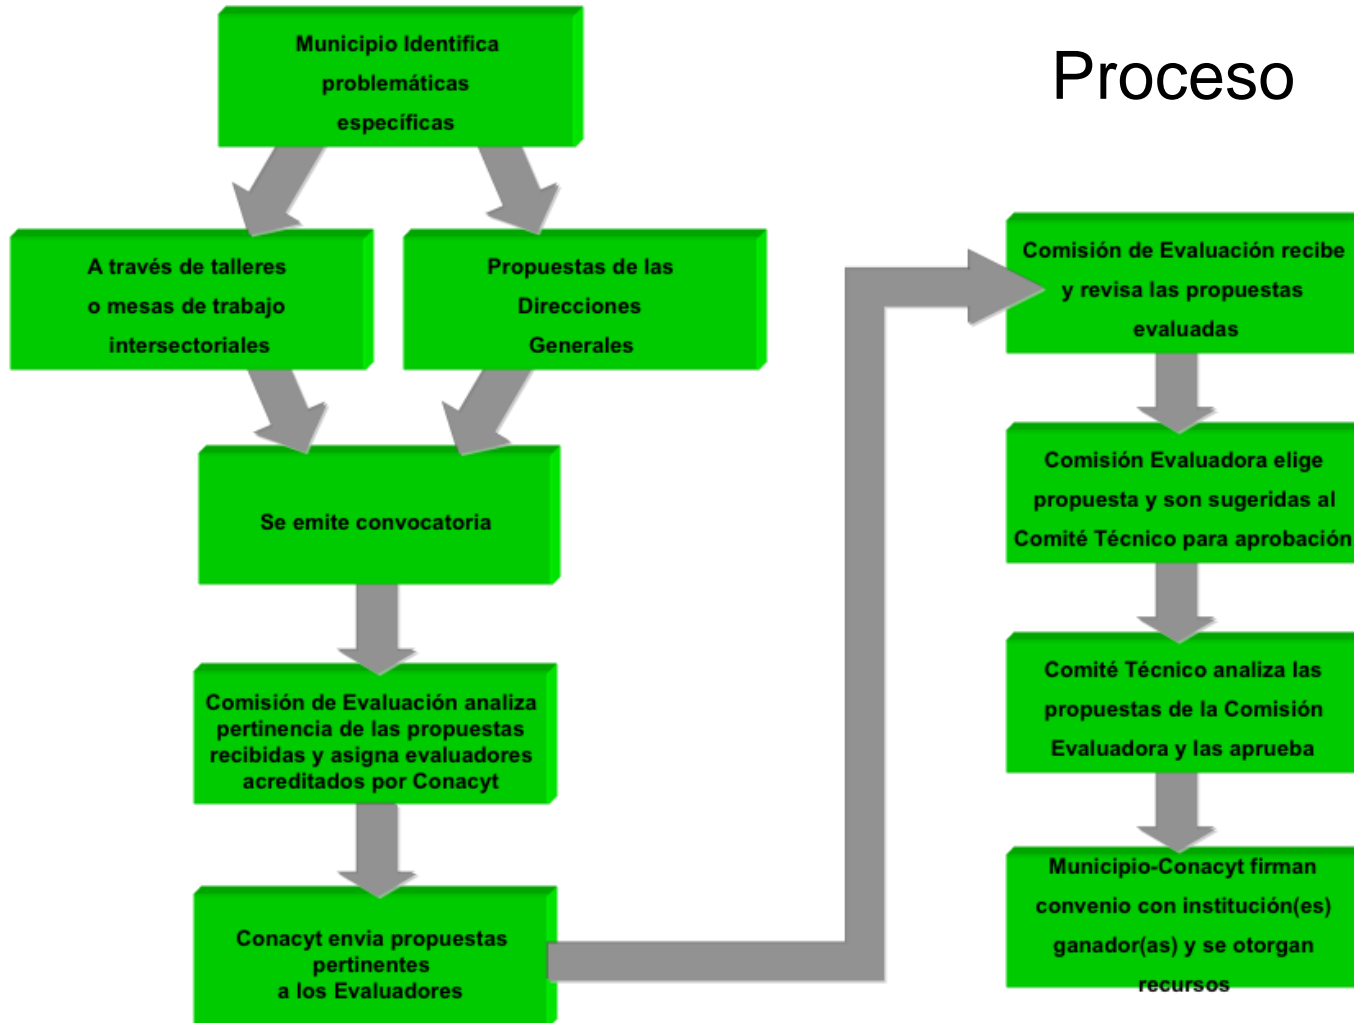 Proceso
Municipio Identifica
problemáticas
específicas
A través de talleres
o mesas de trabajo
intersectoriales
Propuestas de las
Direcciones
Generales
Se emite convocatoria
Comisión de Evaluación analiza
pertinencia de las propuestas
recibidas y asigna evaluadores
acreditados por Conacyt
Conacyt envia propuestas
pertinentes
a los Evaluadores
Comisión de Evaluación recibe
y revisa las propuestas
evaluadas
Comisión Evaluadora elige
propuesta y son sugeridas al
Comité Técnico para aprobación
Comité Técnico analiza las
propuestas de la Comisión
Evaluadora y las aprueba
Municipio-Conacyt firman
convenio con institución(es)
ganador(as) y se otorgan
recursos